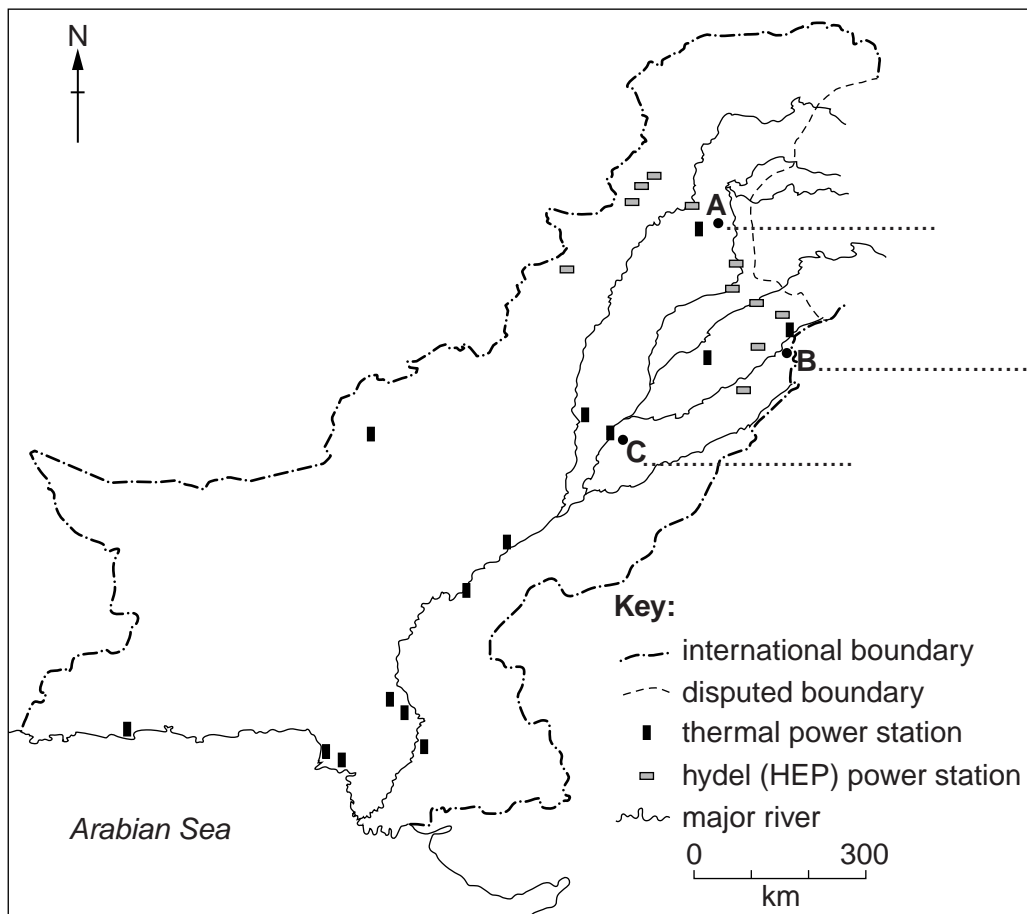 N
A
B
C
Key:
international boundary
disputed boundary
thermal power station
hydel (HEP) power station
major river
Arabian Sea
0 300
km